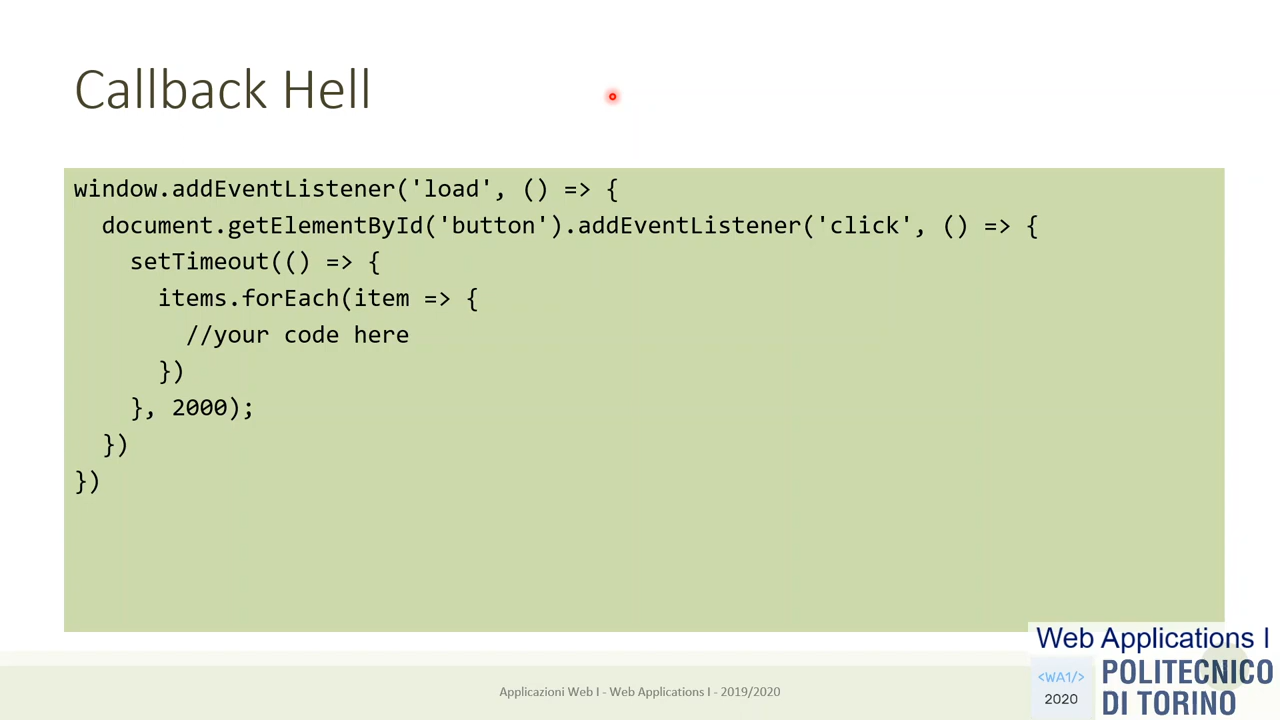 Callback Hell
window.addEventListener('load', () => {
  document.getElementById('button').addEventListener('click', () => {
    setTimeout(() => {
      items.forEach(item => {
        //your code here
      })
    }, 2000);
  })
})
Applicazioni Web I - Web Applications I - 2019/2020
Web Applications I
<WA1/>
2020
POLITECNICO
DI TORINO